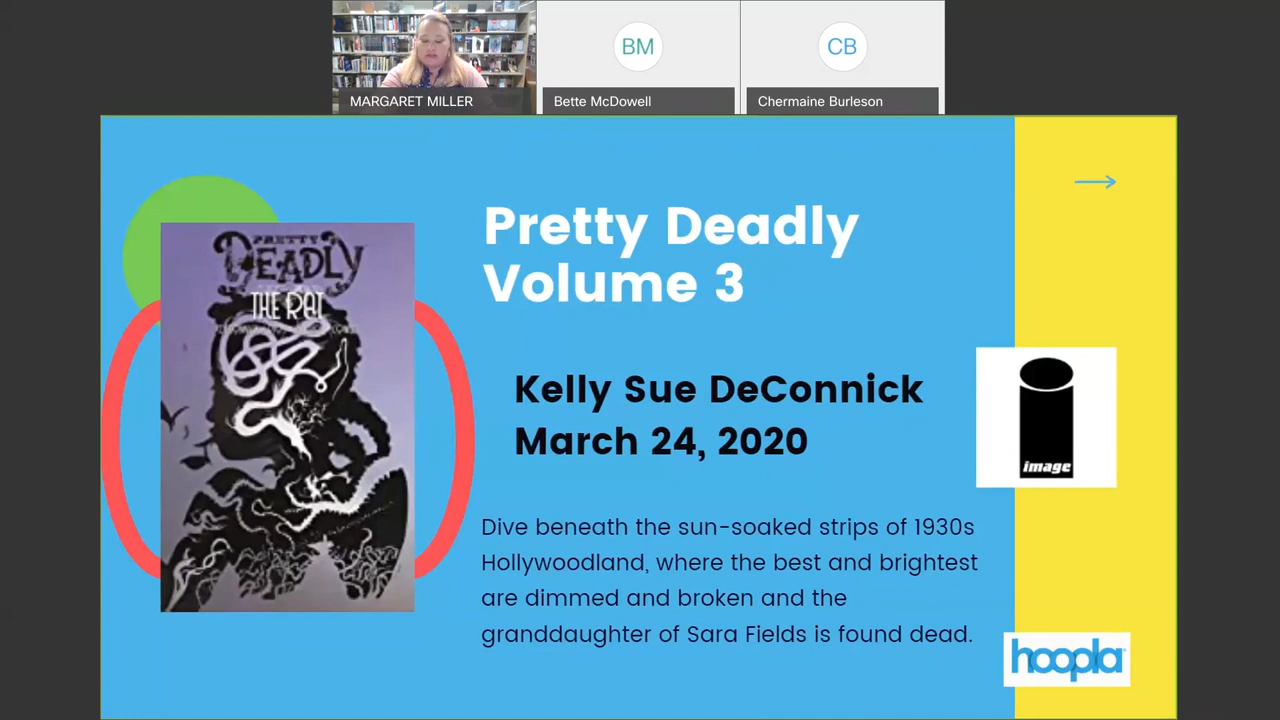 BM
CB
MARGARET MILLER
Bette McDowell
Chermaine Burleson
PRETTY
DEADLY
THE RAT
Pretty Deadly
Volume 3
Kelly Sue DeConnick
March 24, 2020
image
Dive beneath the sun-soaked strips of 1930s
Hollywoodland, where the best and brightest
are dimmed and broken and the
granddaughter of Sara Fields is found dead.
hoopla